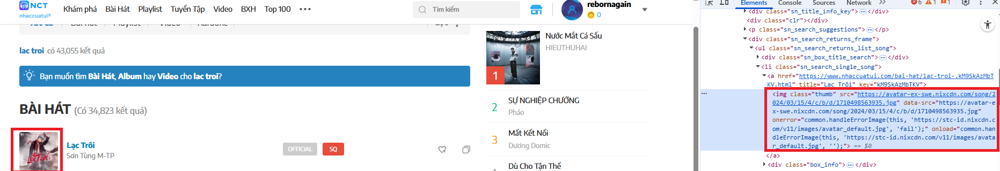 NCT
nhaccuatui®
Khám phá Bài Hát Playlist Tuyển Tập Video BXH Top 100 •••
Tìm kiếm
rebornagain
0
lac troi có 43,055 kết quả
Bạn muốn tìm Bài Hát, Album hay Video cho lac troi?
BÀI HÁT (Có 34,823 kết quả)
Lạc Trôi
Sơn Tùng M-TP
OFFICIAL SQ
Nước Mắt Cá Sấu
HIEUTHUHAI
1
2 SỰ NGHIỆP CHƯỚNG
Pháo
3 Mất Kết Nối
Dương Domic
Dù Cho Tận Thế
Elements Console Sources Network » 6 1 1
<div class="sn_title_info_key">…</div>
<div class="clr"></div>
<p class="sn_search_suggestions">…</p>
<div class="sn_search_returns_frame">
<ul class="sn_search_returns_list_song">
<div class="sn_box_title_search">…</div>
<li class="sn_search_single_song">
<a href="https://www.nhaccuatui.com/bai-hat/lac-troi-.kM9SkAzMbT
KV.html" title="Lạc Trôi" key="kM9SkAzMbTKV">
<img class="thumb" src="https://avatar-ex-swe.nixcdn.com/song/2
024/03/15/4/c/b/d/1710498563935.jpg" data-src="https://avatar-e
x-swe.nixcdn.com/song/2024/03/15/4/c/b/d/1710498563935.jpg"
onerror="common.handleErrorImage(this, 'https://stc-id.nixcdn.c
om/v11/images/avatar_default.jpg', 'fail');" onload="common.han
dleErrorImage(this, 'https://stc-id.nixcdn.com/v11/images/avata
r_default.jpg', '');"> == $0
</a>
<div class="box_info">…</div>